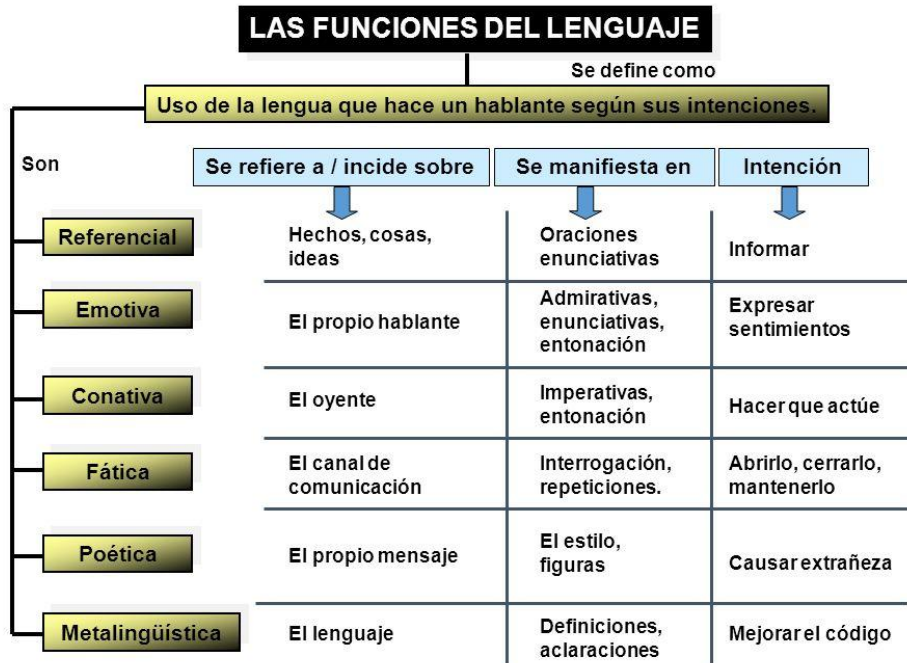 LAS FUNCIONES DEL LENGUAJE
Se define como
Uso de la lengua que hace un hablante según sus intenciones.
Son
Se refiere a / incide sobre
Se manifiesta en
Intención
Referencial
Hechos, cosas,
ideas
Oraciones
enunciativas
Informar
Emotiva
El propio hablante
Admirativas,
enunciativas,
entonación
Expresar
sentimientos
Conativa
El oyente
Imperativas,
entonación
Hacer que actúe
Fática
El canal de
comunicación
Interrogación,
repeticiones.
Abrirlo, cerrarlo,
mantenerlo
Poética
El propio mensaje
El estilo,
figuras
Causar extrañeza
Metalingüística
El lenguaje
Definiciones,
aclaraciones
Mejorar el código